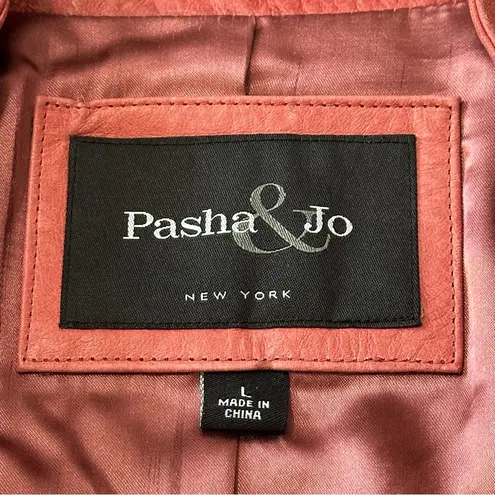 Pasha & Jo
NEW YORK
L
MADE IN
CHINA